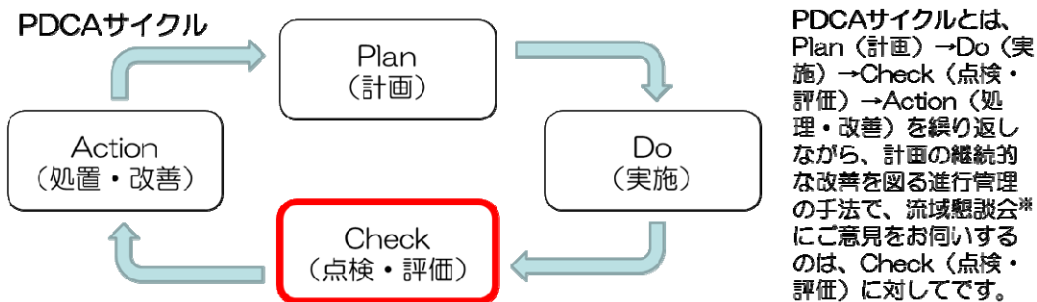 PDCAサイクル
Plan
（計画）
Do
（実施）
Check
（点検・評価）
Action
（処置・改善）
PDCAサイクルとは、
Plan（計画）→Do（実
施）→Check（点検・
評価）→Action（処
理・改善）を繰り返し
ながら、計画の継続的
な改善を図る進行管理
の手法で、流域懇談会※
にご意見をお伺いする
のは、Check（点検・
評価）に対してです。